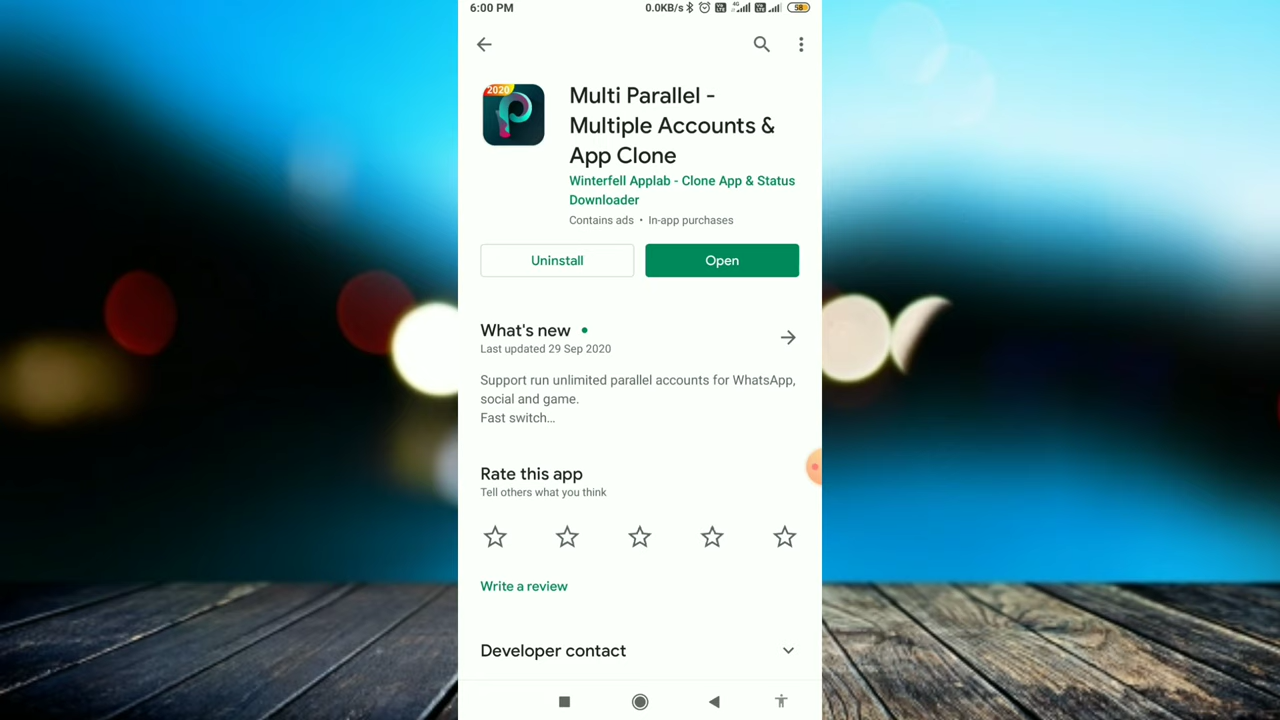 6:00 PM
0.0KB/s
4G
58
2020
Multi Parallel -
Multiple Accounts &
App Clone
Winterfell Applab - Clone App & Status
Downloader
Contains ads • In-app purchases
Uninstall
Open
What's new •
Last updated 29 Sep 2020
Support run unlimited parallel accounts for WhatsApp,
social and game.
Fast switch...
Rate this app
Tell others what you think
Write a review
Developer contact